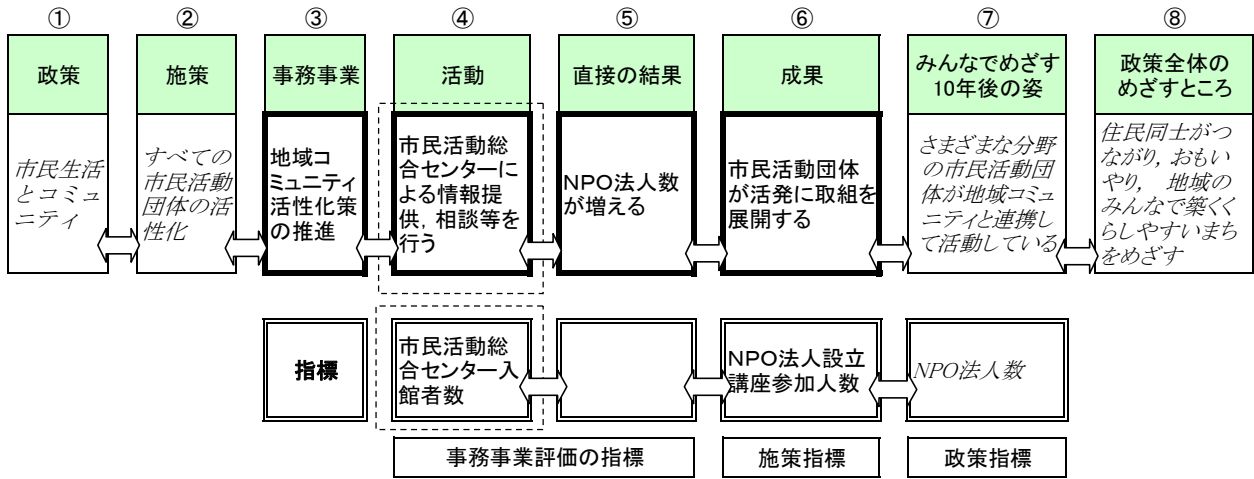 ① ② ③ ④ ⑤ ⑥ ⑦ ⑧
政策
施策
事務事業
活動
直接の結果
成果
みんなでめざす
10年後の姿
政策全体の
めざすところ
市民生活
とコミュ
ニティ
すべての
市民活動
団体の活
性化
地域コ
ミュニティ
活性化策
の推進
市民活動総
合センターに
よる情報提
供，相談等を
行う
ＮＰＯ法人数
が増える
市民活動団体
が活発に取組を
展開する
さまざまな分野
の市民活動団
体が地域コミュ
ニティと連携し
て活動している
住民同士がつ
ながり，おもい
やり， 地域の
みんなで築くく
らしやすいまち
をめざす
指標
市民活動総
合センター入
館者数
NPO法人設立
講座参加人数
NPO法人数
事務事業評価の指標
施策指標
政策指標